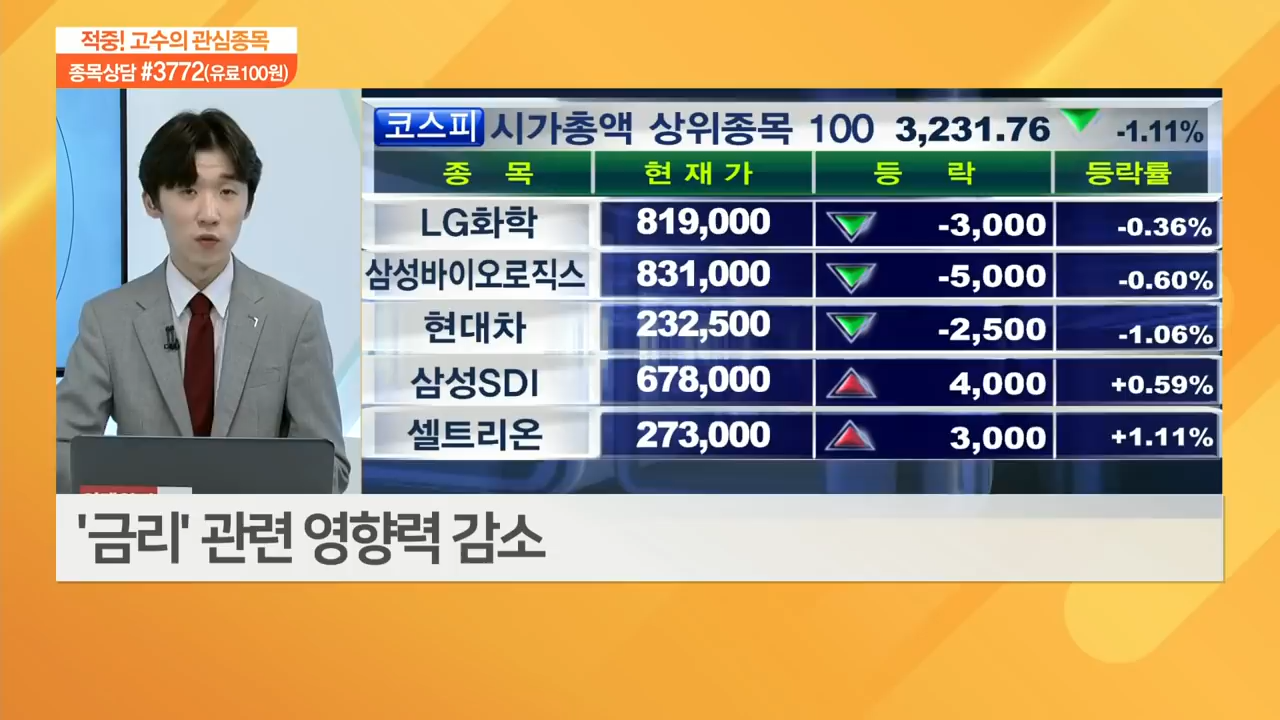 적중! 고수의 관심종목
종목상담 #3772(유료100원)
코스피 시가총액 상위종목 100 3,231.76 -1.11%
종 목 현 재 가 등 락 등락률
LG화학 819,000 -3,000 -0.36%
삼성바이오로직스 831,000 -5,000 -0.60%
현대차 232,500 -2,500 -1.06%
삼성SDI 678,000 4,000 +0.59%
셀트리온 273,000 3,000 +1.11%
'금리' 관련 영향력 감소